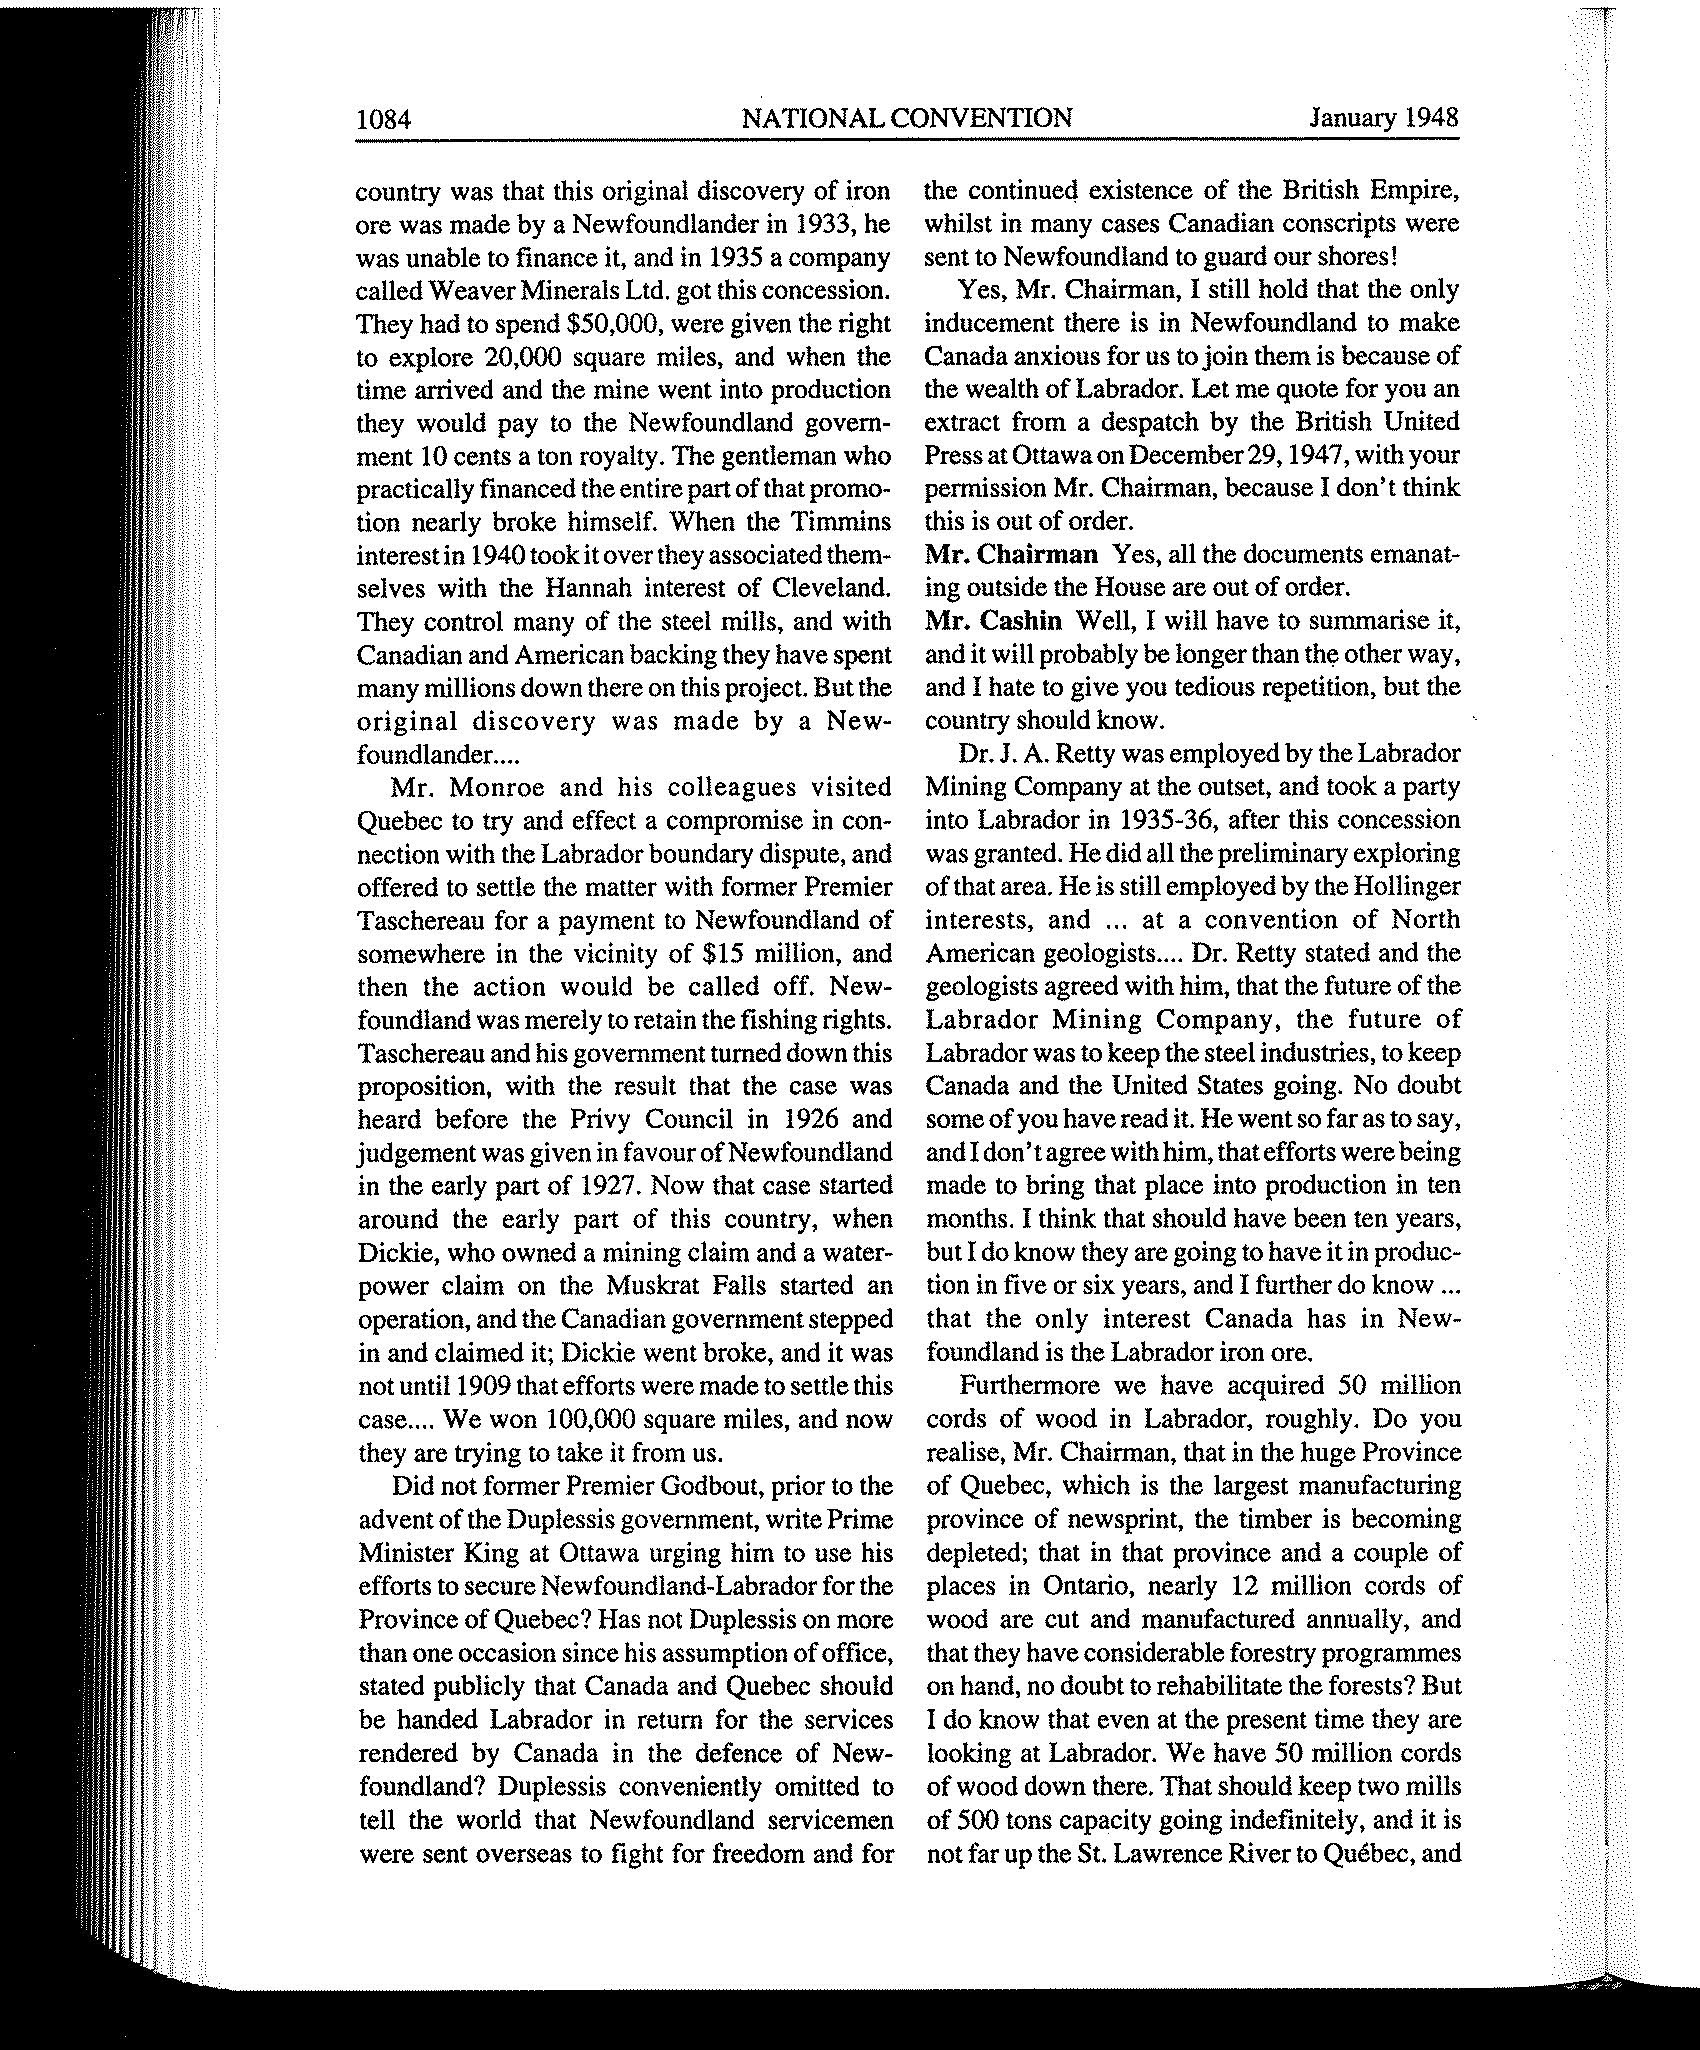 1084 NATIONAL CONVENTION January 1948
country was that this original discovery of iron
ore was made by a Newfoundlander in 1933, he
was unable to finance it, and in 1935 a company
called Weaver Minerals Ltd. got this concession.
They had to spend $50,000, were given the right
to explore 20,000 square miles, and when the
time arrived and the mine went into production
they would pay to the Newfoundland govern-
ment 10 cents a ton royalty. The gentleman who
practically financed the entire part of that promo-
tion nearly broke himself. When the Timmins
interest in 1940 took it over they associated them-
selves with the Hannah interest of Cleveland.
They control many of the steel mills, and with
Canadian and American backing they have spent
many millions down there on this project. But the
original discovery was made by a New-
foundlander....
Mr. Monroe and his colleagues visited
Quebec to try and effect a compromise in con-
nection with the Labrador boundary dispute, and
offered to settle the matter with former Premier
Taschereau for a payment to Newfoundland of
somewhere in the vicinity of $15 million, and
then the action would be called off. New-
foundland was merely to retain the fishing rights.
Taschereau and his government turned down this
proposition, with the result that the case was
heard before the Privy Council in 1926 and
judgement was given in favour of Newfoundland
in the early part of 1927. Now that case started
around the early part of this country, when
Dickie, who owned a mining claim and a water-
power claim on the Muskrat Falls started an
operation, and the Canadian government stepped
in and claimed it; Dickie went broke, and it was
not until 1909 that efforts were made to settle this
case.... We won 100,000 square miles, and now
they are trying to take it from us.
Did not former Premier Godbout, prior to the
advent of the Duplessis government, write Prime
Minister King at Ottawa urging him to use his
efforts to secure Newfoundland-Labrador for the
Province of Quebec? Has not Duplessis on more
than one occasion since his assumption of office,
stated publicly that Canada and Quebec should
be handed Labrador in return for the services
rendered by Canada in the defence of New-
foundland? Duplessis conveniently omitted to
tell the world that Newfoundland servicemen
were sent overseas to fight for freedom and for
the continued existence of the British Empire,
whilst in many cases Canadian conscripts were
sent to Newfoundland to guard our shores!
Yes, Mr. Chairman, I still hold that the only
inducement there is in Newfoundland to make
Canada anxious for us to join them is because of
the wealth of Labrador. Let me quote for you an
extract from a despatch by the British United
Press at Ottawa on December 29, 1947, with your
permission Mr. Chairman, because I don't think
this is out of order.
Mr. Chairman Yes, all the documents emanat-
ing outside the House are out of order.
Mr. Cashin Well, I will have to summarise it,
and it will probably be longer than the other way,
and I hate to give you tedious repetition, but the
country should know.
Dr. J. A. Retty was employed by the Labrador
Mining Company at the outset, and took a party
into Labrador in 1935-36, after this concession
was granted. He did all the preliminary exploring
of that area. He is still employed by the Hollinger
interests, and ... at a convention of North
American geologists.... Dr. Retty stated and the
geologists agreed with him, that the future of the
Labrador Mining Company, the future of
Labrador was to keep the steel industries, to keep
Canada and the United States going. No doubt
some of you have read it. He went so far as to say,
and I don't agree with him, that efforts were being
made to bring that place into production in ten
months. I think that should have been ten years,
but I do know they are going to have it in produc-
tion in five or six years, and I further do know ...
that the only interest Canada has in New-
foundland is the Labrador iron ore.
Furthermore we have acquired 50 million
cords of wood in Labrador, roughly. Do you
realise, Mr. Chairman, that in the huge Province
of Quebec, which is the largest manufacturing
province of newsprint, the timber is becoming
depleted; that in that province and a couple of
places in Ontario, nearly 12 million cords of
wood are cut and manufactured annually, and
that they have considerable forestry programmes
on hand, no doubt to rehabilitate the forests? But
I do know that even at the present time they are
looking at Labrador. We have 50 million cords
of wood down there. That should keep two mills
of 500 tons capacity going indefinitely, and it is
not far up the St. Lawrence River to Québec, and